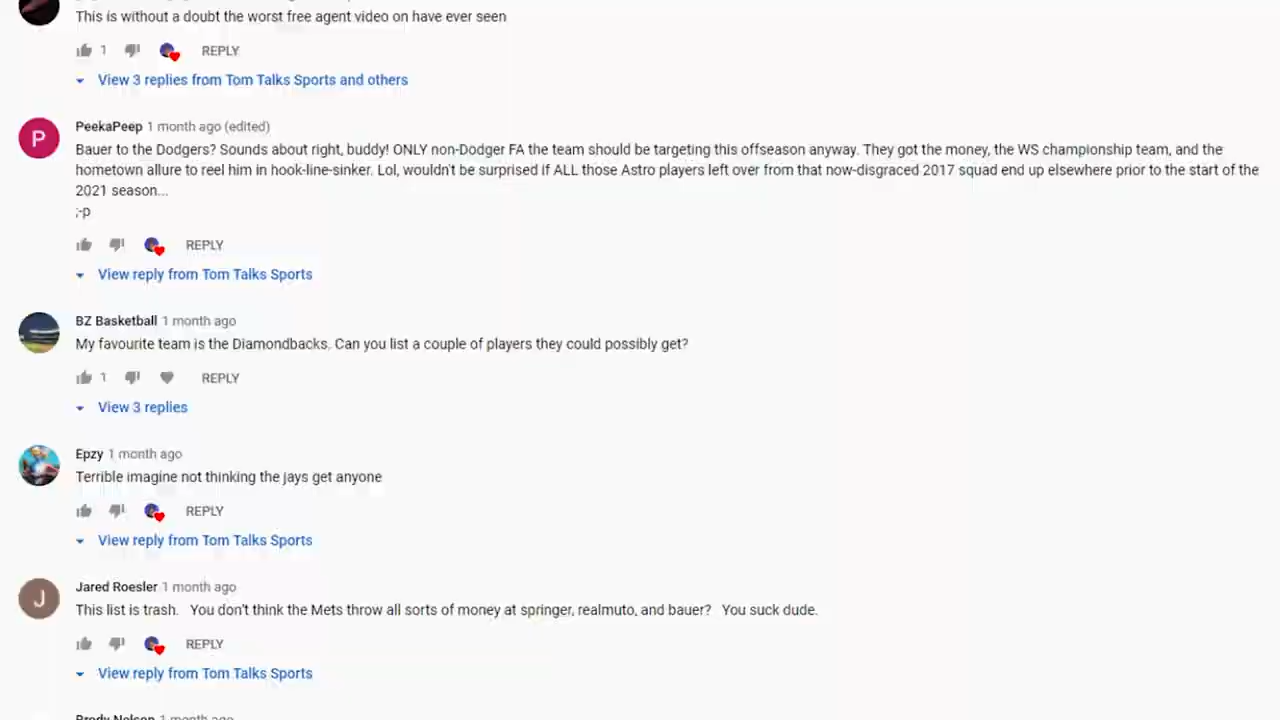 This is without a doubt the worst free agent video on have ever seen
1 REPLY
View 3 replies from Tom Talks Sports and others
P
PeekaPeep 1 month ago (edited)
Bauer to the Dodgers? Sounds about right, buddy! ONLY non-Dodger FA the team should be targeting this offseason anyway. They got the money, the WS championship team, and the
hometown allure to reel him in hook-line-sinker. Lol, wouldn't be surprised if ALL those Astro players left over from that now-disgraced 2017 squad end up elsewhere prior to the start of the
2021 season...
;-p
REPLY
View reply from Tom Talks Sports
BZ Basketball 1 month ago
My favourite team is the Diamondbacks. Can you list a couple of players they could possibly get?
1 REPLY
View 3 replies
Epzy 1 month ago
Terrible imagine not thinking the jays get anyone
REPLY
View reply from Tom Talks Sports
J
Jared Roesler 1 month ago
This list is trash. You don't think the Mets throw all sorts of money at springer, realmuto, and bauer? You suck dude.
REPLY
View reply from Tom Talks Sports
Brody Nelson 1 month ago